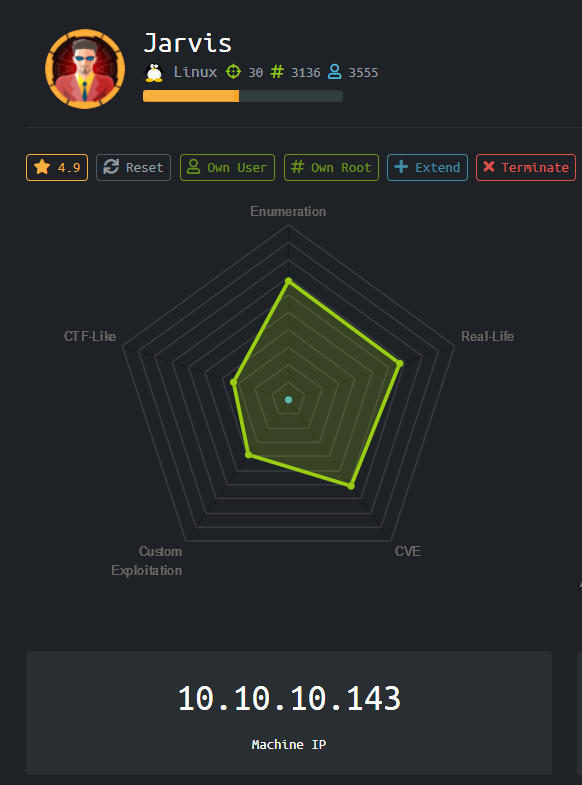 Jarvis
Linux 30 3136 3555
4.9 Reset Own User Own Root Extend Terminate
Enumeration
CTF-Like Real-Life
Custom Exploitation CVE
10.10.10.143
Machine IP